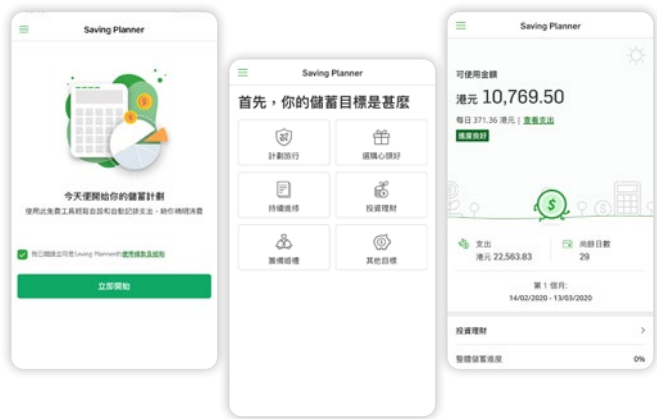 Saving Planner
今天便開始你的儲蓄計劃
使用此免費工具輕鬆自設和自動記錄支出，助你精明消費
我已閱讀並同意Saving Planner的使用條款及細則
立即開始
Saving Planner
首先，你的儲蓄目標是甚麼
計劃旅行
選購心頭好
持續進修
投資理財
籌備婚禮
其他目標
Saving Planner
可使用金額
港元，10,769.50
每日 371.36 港元 | 查看支出
進度良好
支出
港元 22,563.83
尚餘日數
29
第 1 個月:
14/02/2020 - 13/03/2020
投資理財
整體儲蓄進度
0%